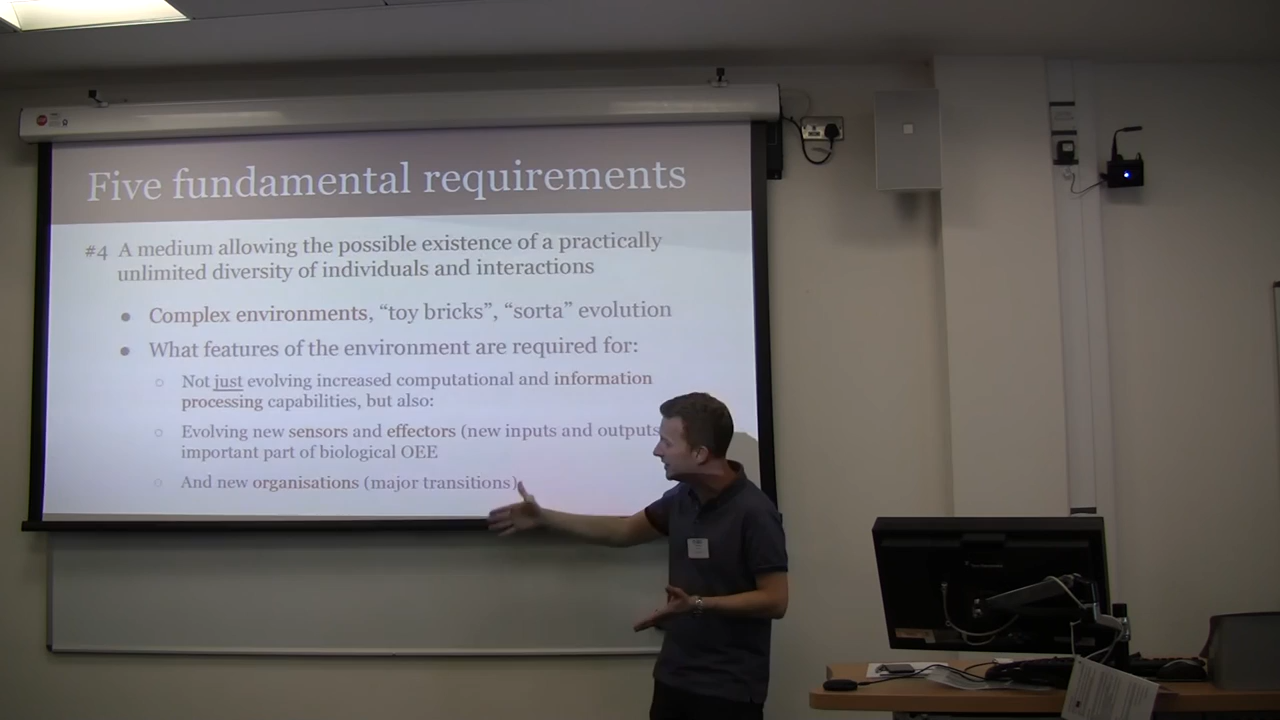 Five fundamental requirements
#4 A medium allowing the possible existence of a practically
unlimited diversity of individuals and interactions
● Complex environments, “toy bricks”, “sorta” evolution
● What features of the environment are required for:
○ Not just evolving increased computational and information
processing capabilities, but also:
○ Evolving new sensors and effectors (new inputs and outputs
important part of biological OEE
○ And new organisations (major transitions)